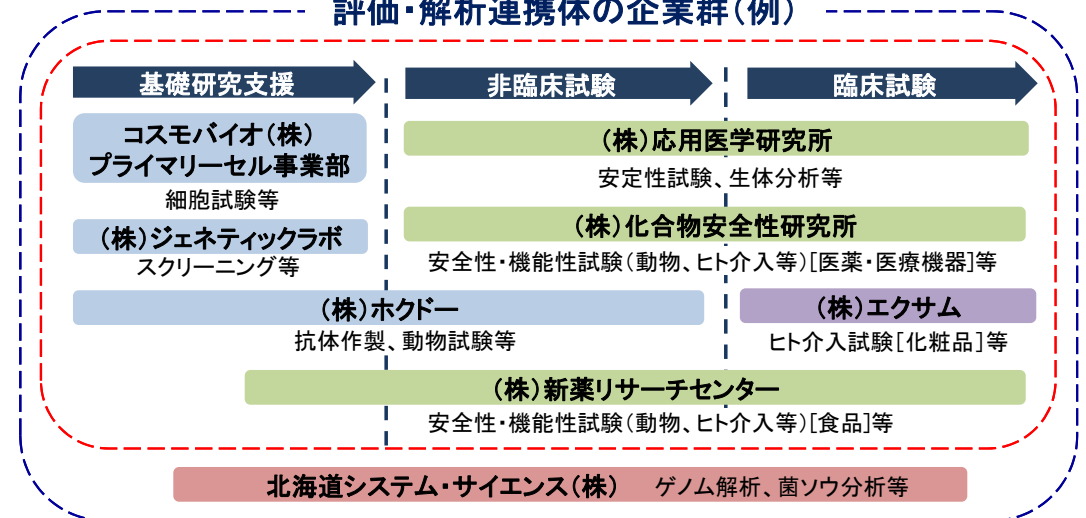 評価・解析連携体の企業群（例）
基礎研究支援
非臨床試験
臨床試験
コスモバイオ（株）
プライマリーセル事業部
細胞試験等
（株）ジェネティックラボ
スクリーニング等
（株）応用医学研究所
安定性試験、生体分析等
（株）化合物安全性研究所
安全性・機能性試験（動物、ヒト介入等）[医薬・医療機器]等
（株）ホクドー
抗体作製、動物試験等
（株）エクサム
ヒト介入試験［化粧品］等
（株）新薬リサーチセンター
安全性・機能性試験（動物、ヒト介入等）[食品]等
北海道システム・サイエンス（株） ゲノム解析、菌ソウ分析等